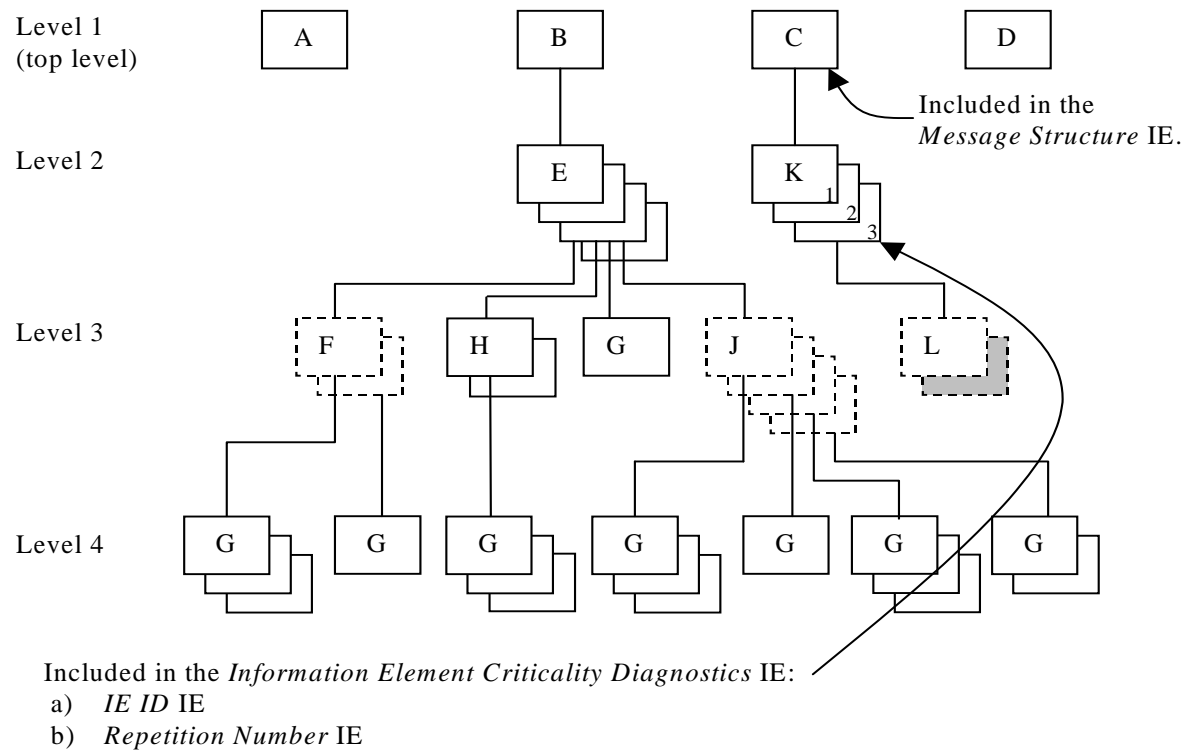 Level 1
(top level)
A
B
C
D
Included in the
Message Structure IE.
Level 2
E
K
1
2
3
Level 3
F
H
G
J
L
Level 4
G
G
G
G
G
G
G
Included in the Information Element Criticality Diagnostics IE:
a) IE ID IE
b) Repetition Number IE